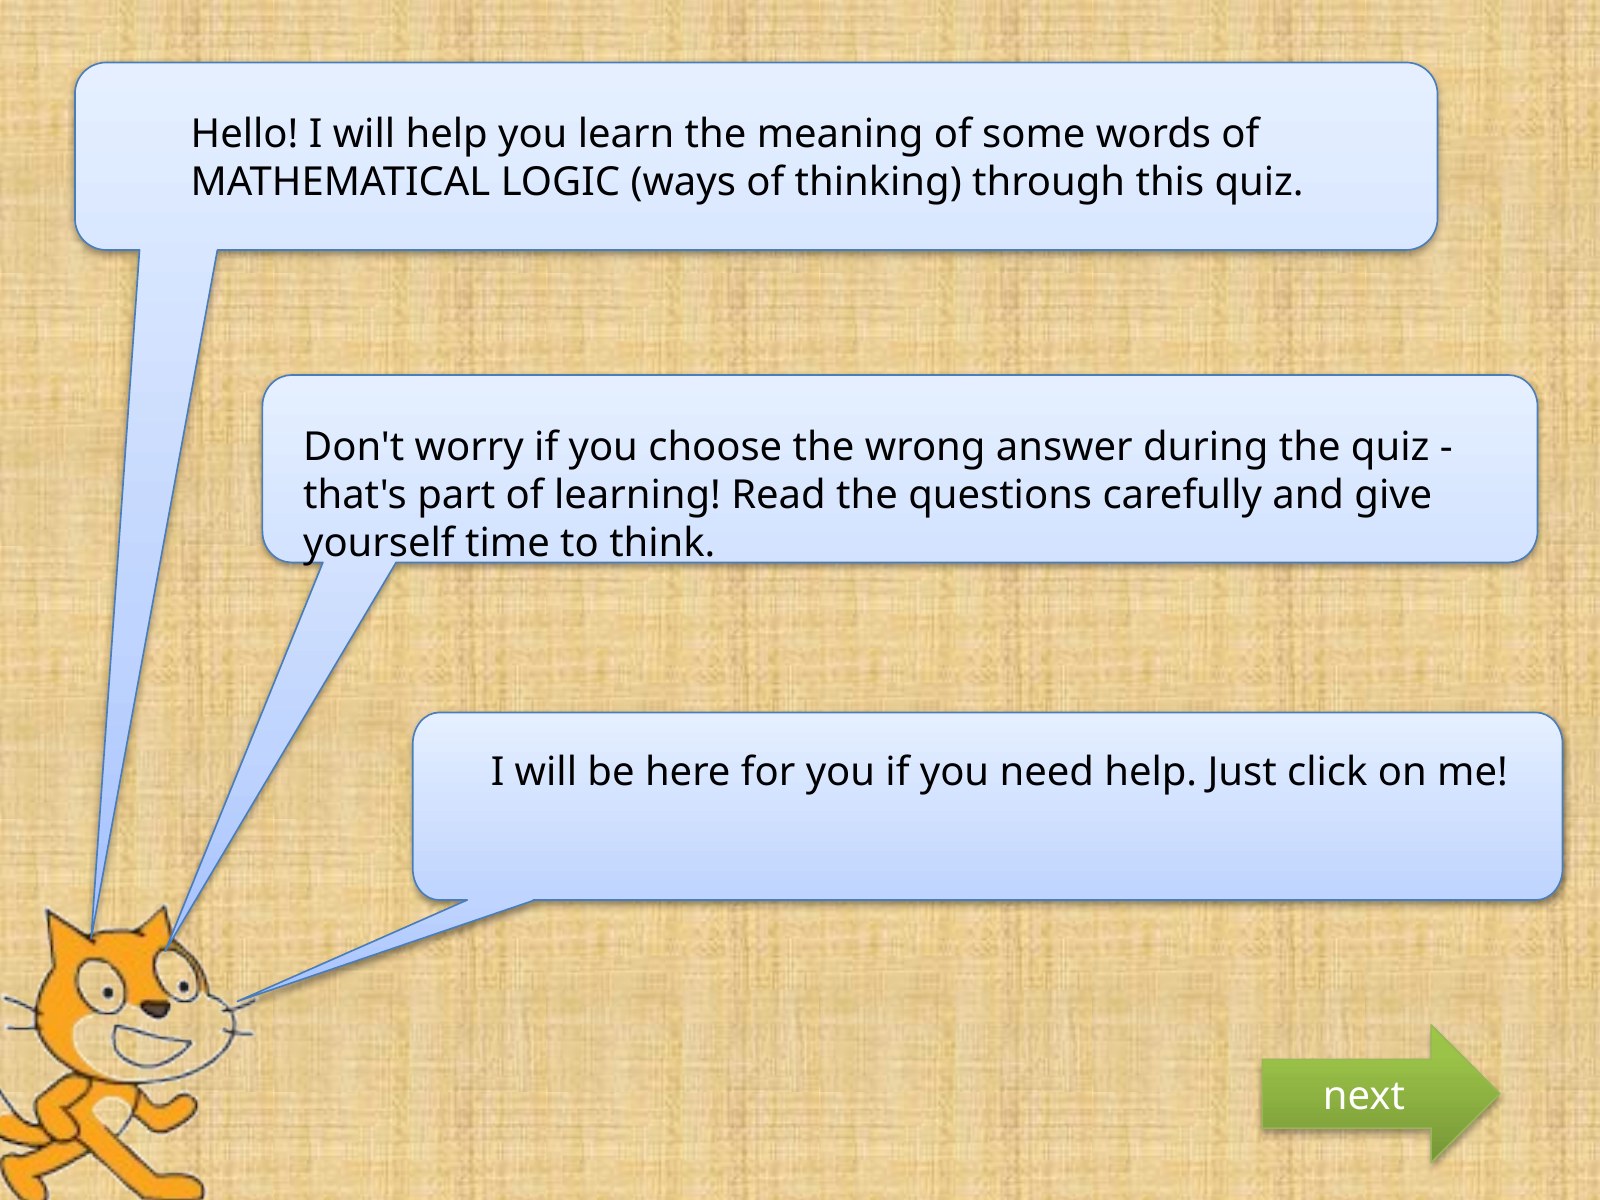 Hello! I will help you learn the meaning of some words of
MATHEMATICAL LOGIC (ways of thinking) through this quiz.
Don't worry if you choose the wrong answer during the quiz -
that's part of learning! Read the questions carefully and give
yourself time to think.
I will be here for you if you need help. Just click on me!
next